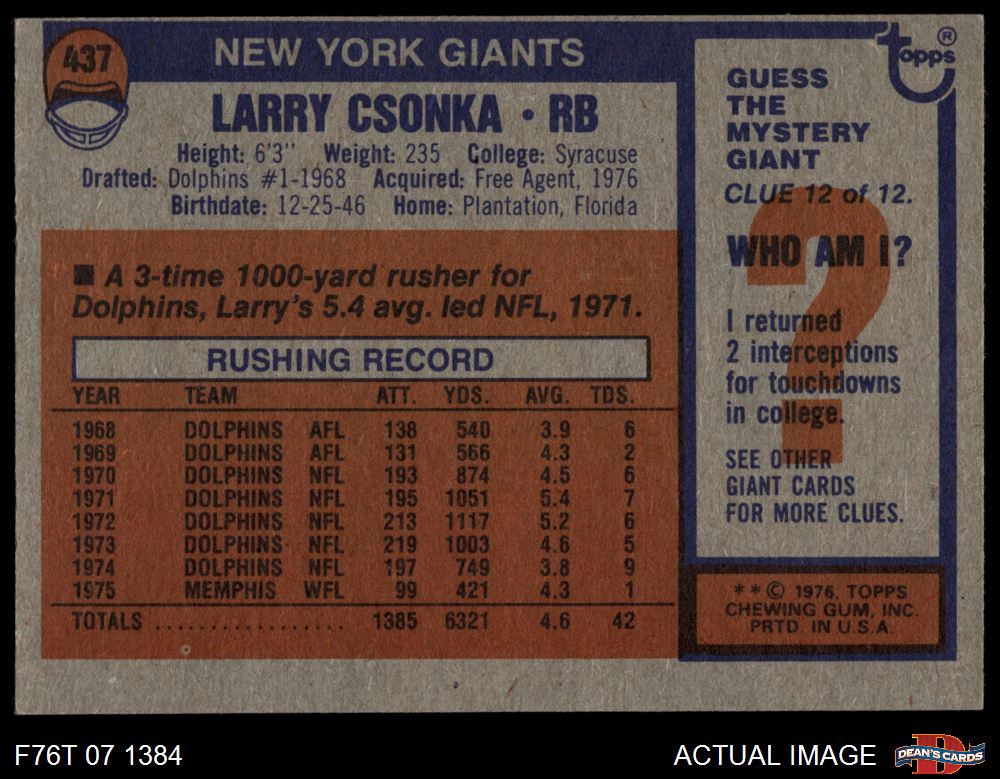 437
NEW YORK GIANTS
LARRY CSONKA • RB
Height: 6'3" Weight: 235 College: Syracuse
Drafted: Dolphins #1-1968 Acquired: Free Agent, 1976
Birthdate: 12-25-46 Home: Plantation, Florida
■ A 3-time 1000-yard rusher for
Dolphins, Larry's 5.4 avg. led NFL, 1971.
RUSHING RECORD
YEAR TEAM ATT. YDS. AVG. TDS.
1968 DOLPHINS AFL 138 540 3.9 6
1969 DOLPHINS AFL 131 566 4.3 2
1970 DOLPHINS NFL 193 874 4.5 6
1971 DOLPHINS NFL 195 1051 5.4 7
1972 DOLPHINS NFL 213 1117 5.2 6
1973 DOLPHINS NFL 219 1003 4.6 5
1974 DOLPHINS NFL 197 749 3.8 9
1975 MEMPHIS WFL 99 421 4.3 1
TOTALS ................. 1385 6321 4.6 42
topps ®
GUESS
THE
MYSTERY
GIANT
CLUE 12 of 12.
?
WHO AM I?
I returned
2 interceptions
for touchdowns
in college.
SEE OTHER
GIANT CARDS
FOR MORE CLUES.
**© 1976, TOPPS
CHEWING GUM, INC.
PRTD. IN U.S.A.
F76T 07 1384
ACTUAL IMAGE
DEAN'S CARDS